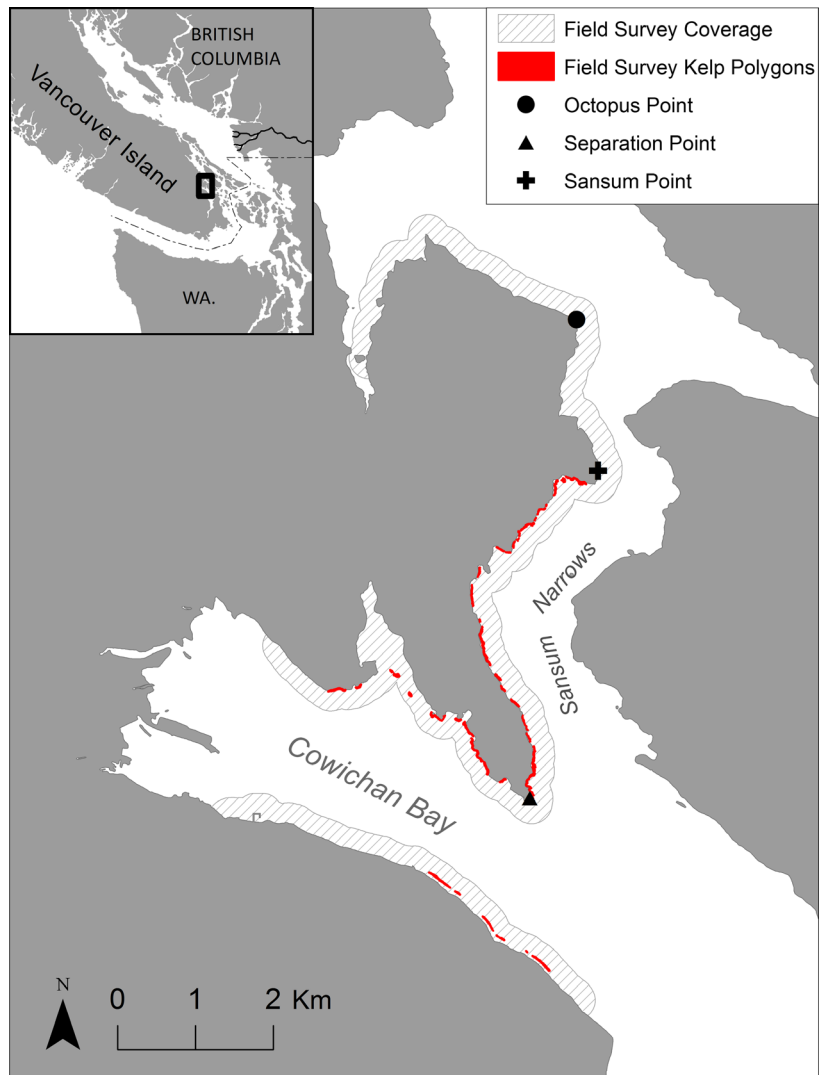 BRITISH
COLUMBIA
Vancouver Island
WA.
Field Survey Coverage
Field Survey Kelp Polygons
Octopus Point
Separation Point
Sansum Point
Sansum Narrows
Cowichan Bay
N
0 1 2 Km